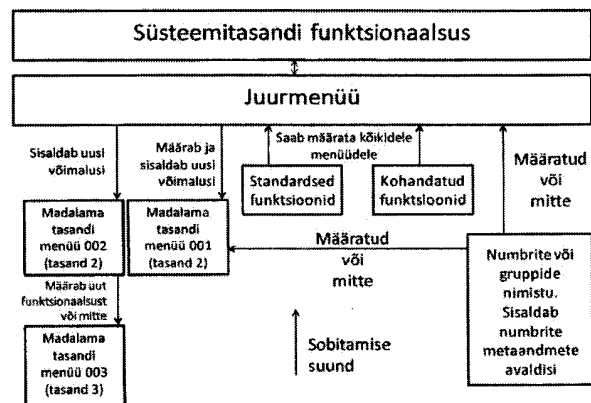 Süsteemitasandi funktsionaalsus
Juurmenüü
Sisaldab uusi
võimalusi
Määrab ja
sisaldab uusi
võimalusi
Saab määrata kõikidele
menüüdele
Määratud
või
mitte
Standardsed
funktsioonid
Kohandatud
funktsioonid
Madalama
tasandi
menüü 002
(tasand 2)
Madalama
tasandi
menüü 001
(tasand 2)
Määratud
või
mitte
Numbrite või
gruppide
nimistu.
Sisaldab
numbrite
metaandmete
avaldisi
Määrab uut
funktsionaalsust
või mitte
Madalama
tasandi
menüü 003
(tasand 3)
Sobitamise
suund